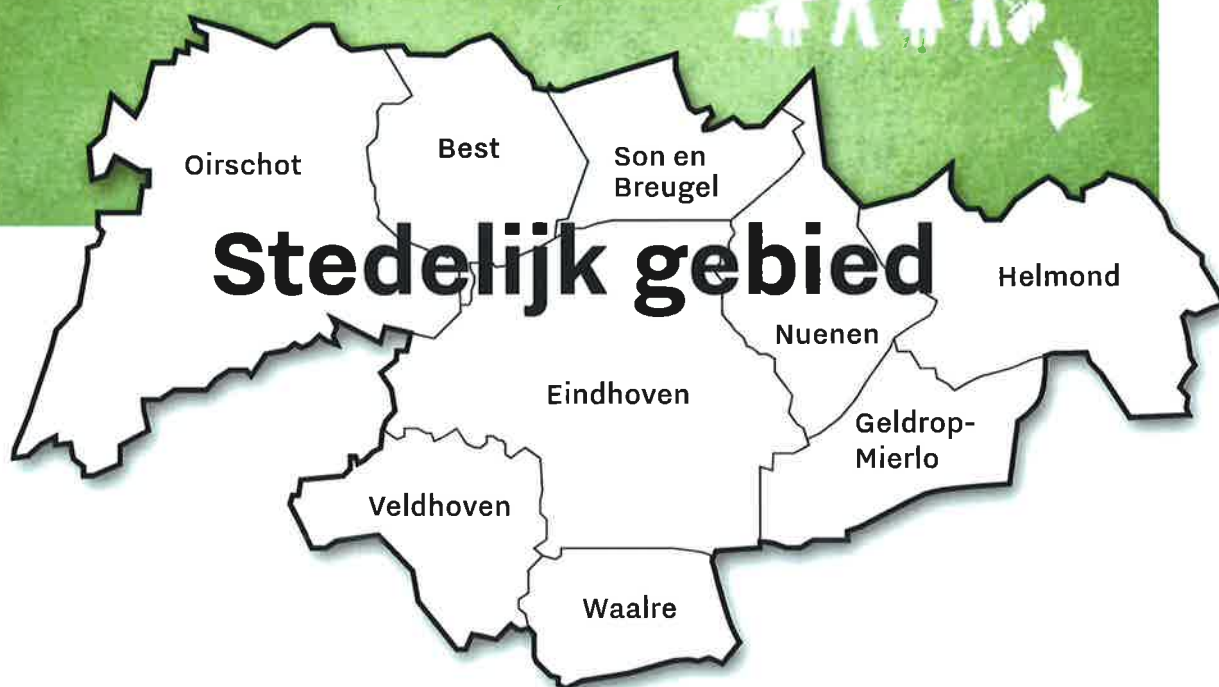 Oirschot
Best
Son en
Breugel
Stedelijk gebied
Helmond
Nuenen
Eindhoven
Geldrop-
Mierlo
Veldhoven
Waalre